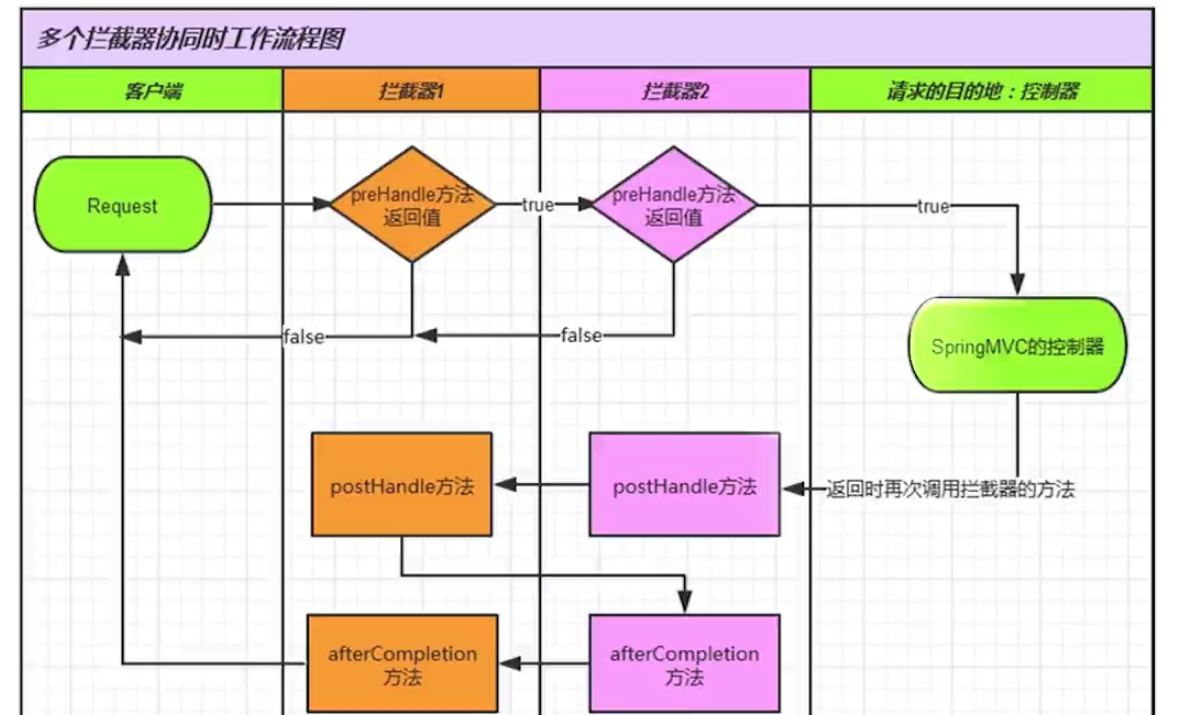 多个拦截器协同时工作流程图
客户端
拦截器1
拦截器2
请求的目的地：控制器
Request
preHandle方法
返回值
true
preHandle方法
返回值
true
false
false
SpringMVC的控制器
postHandle方法
postHandle方法
返回时再次调用拦截器的方法
afterCompletion
方法
afterCompletion
方法